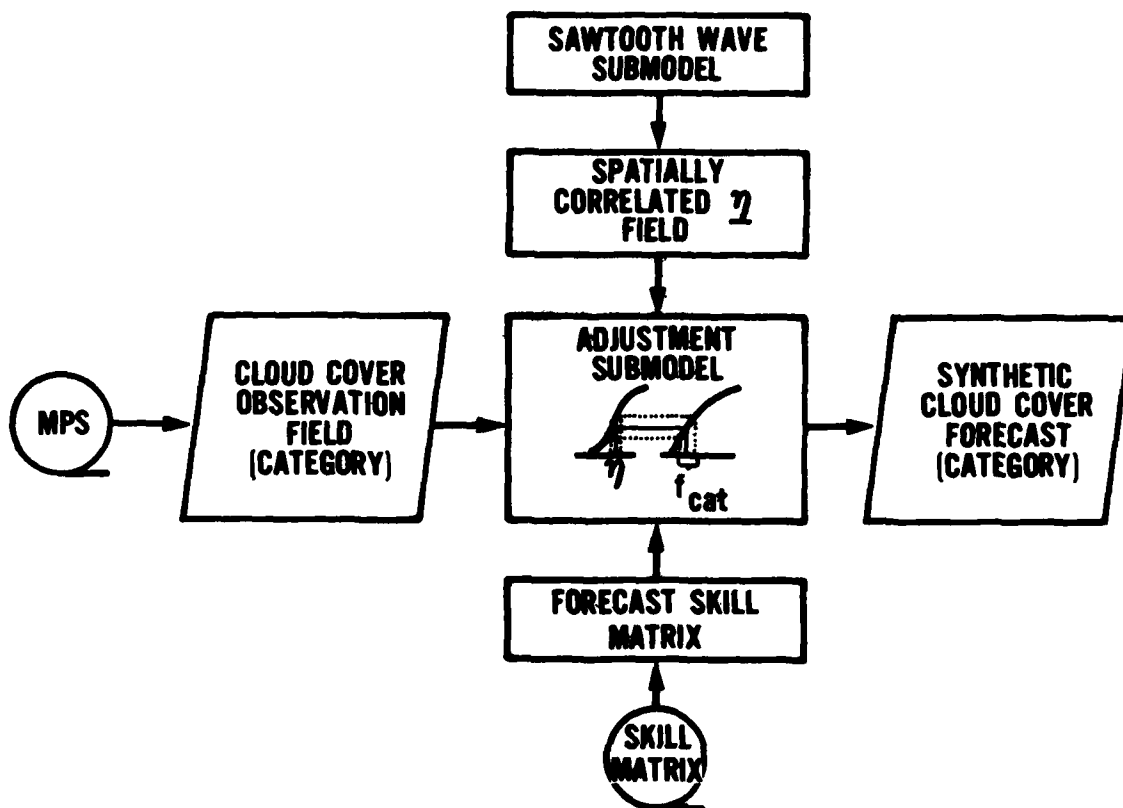 SAWTOOTH WAVE
SUBMODEL
SPATIALLY
CORRELATED η
FIELD
MPS
CLOUD COVER
OBSERVATION
FIELD
(CATEGORY)
ADJUSTMENT
SUBMODEL
η
f cat
SYNTHETIC
CLOUD COVER
FORECAST
(CATEGORY)
FORECAST SKILL
MATRIX
SKILL
MATRIX